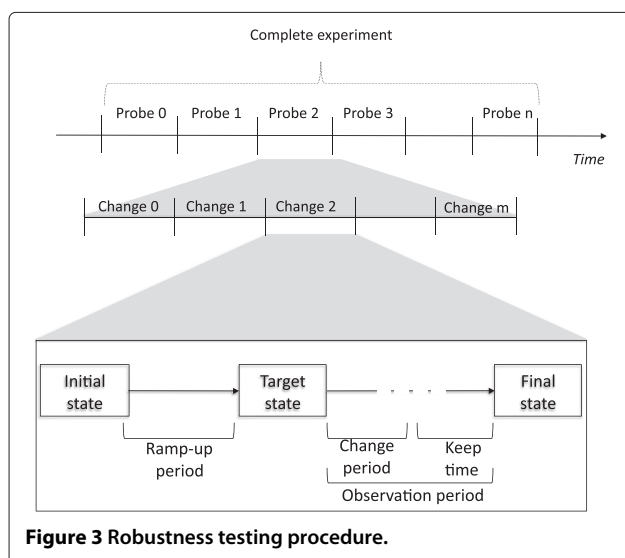 Complete experiment
Probe 0 Probe 1 Probe 2 Probe 3 Probe n
Time
Change 0 Change 1 Change 2 Change m
Initial state
Target state
Final state
Ramp-up period
Change period
Keep time
Observation period
Figure 3 Robustness testing procedure.